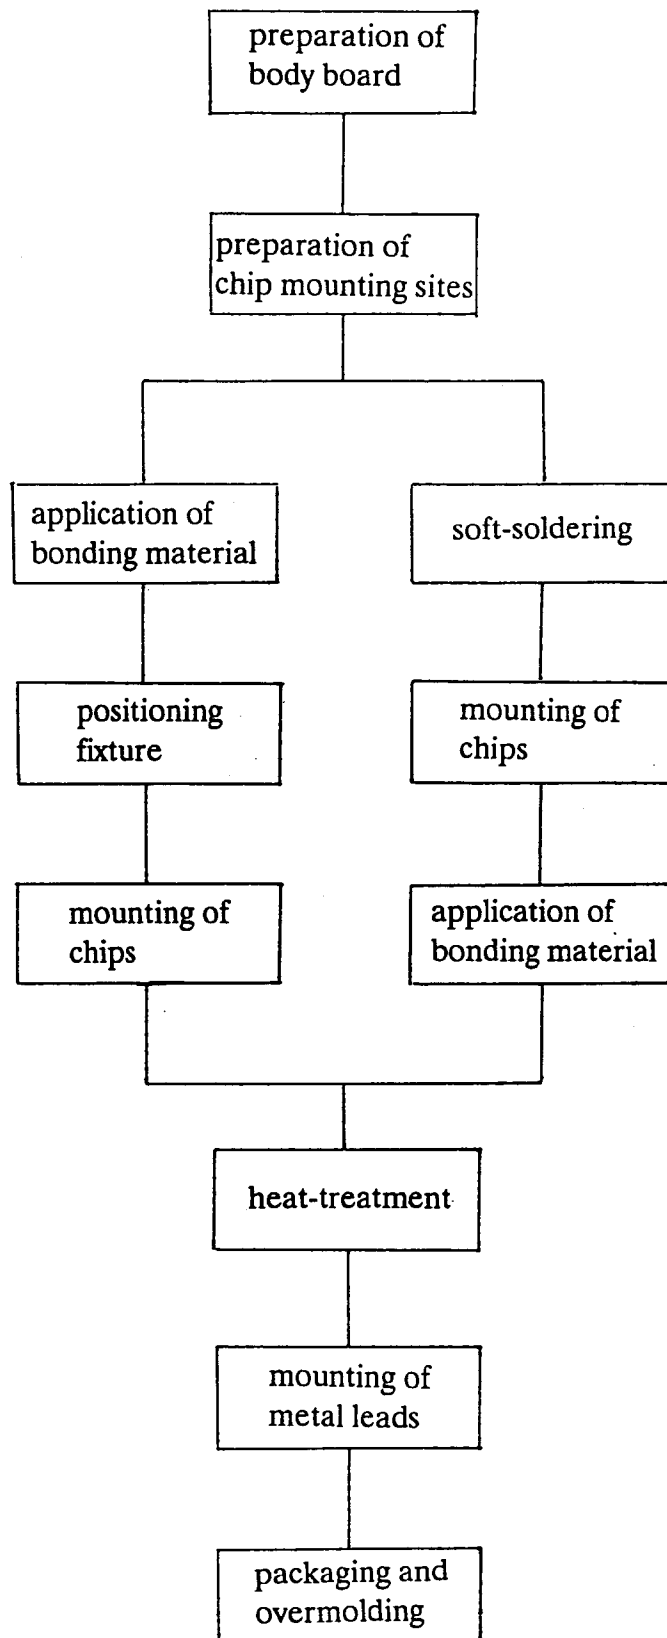 preparation of
body board
preparation of
chip mounting sites
application of
bonding material
soft-soldering
positioning
fixture
mounting of
chips
mounting of
chips
application of
bonding material
heat-treatment
mounting of
metal leads
packaging and
overmolding